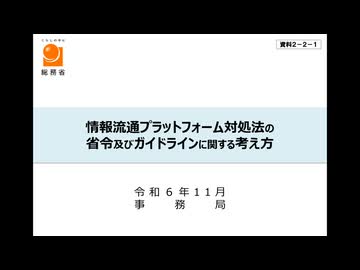 資料2－2－1
くらしの中に
総務省
情報流通プラットフォーム対処法の
省令及びガイドラインに関する考え方
令和６年11月
事務局